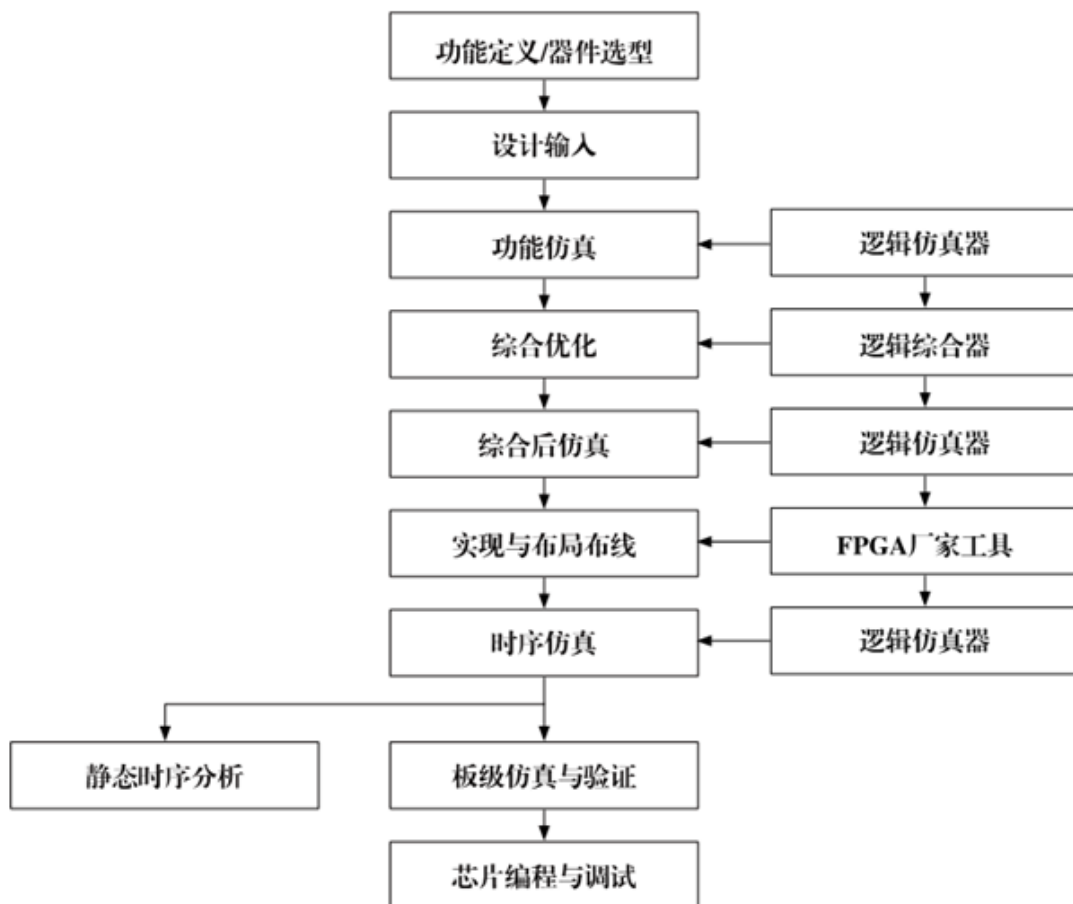 功能定义/器件选型
设计输入
功能仿真
逻辑仿真器
综合优化
逻辑综合器
综合后仿真
逻辑仿真器
实现与布局布线
FPGA厂家工具
时序仿真
逻辑仿真器
静态时序分析
板级仿真与验证
芯片编程与调试